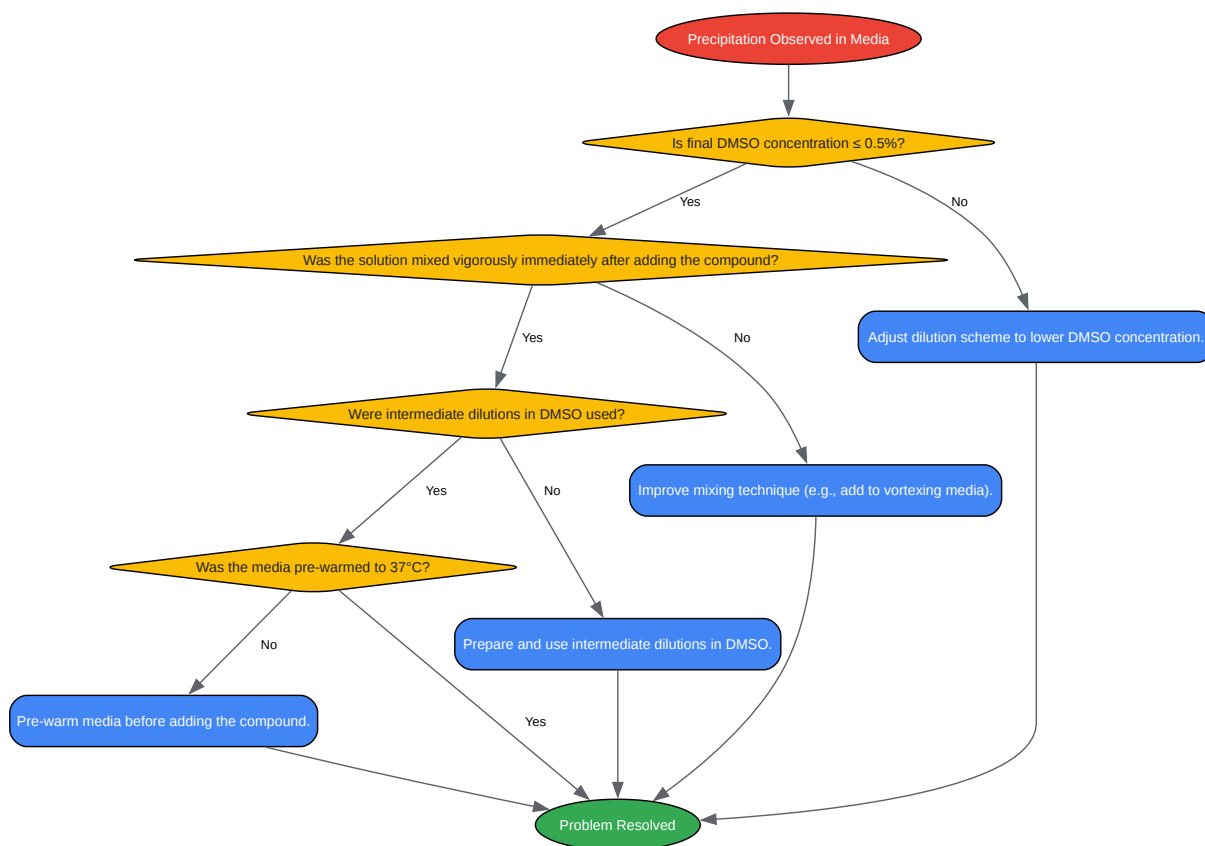 Precipitation Observed in Media
Is final DMSO concentration ≤ 0.5%?
Yes
No
Was the solution mixed vigorously immediately after adding the compound?
Yes
No
Adjust dilution scheme to lower DMSO concentration.
Were intermediate dilutions in DMSO used?
Yes
No
Improve mixing technique (e.g., add to vortexing media).
Was the media pre-warmed to 37°C?
No
Yes
Prepare and use intermediate dilutions in DMSO.
Pre-warm media before adding the compound.
Problem Resolved